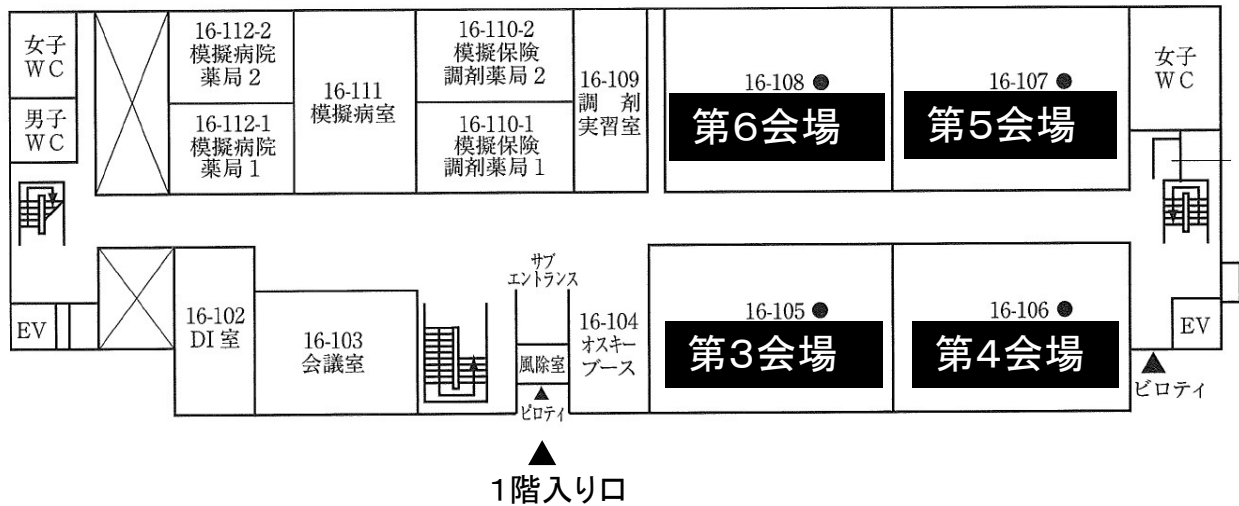 女子
WC
男子
WC
16-112-2
模擬病院
薬局2
16-112-1
模擬病院
薬局1
16-111
模擬病室
16-110-2
模擬保険
調剤薬局2
16-110-1
模擬保険
調剤薬局1
16-109
調 剤
実習室
16-108 ●
第6会場
16-107 ●
第5会場
女子
WC
EV
16-102
DI室
16-103
会議室
サブ
エントランス
風除室
▲
ピロティ
16-104
オスキー
ブース
16-105 ●
第3会場
16-106 ●
第4会場
EV
▲
ピロティ
▲
1階入り口